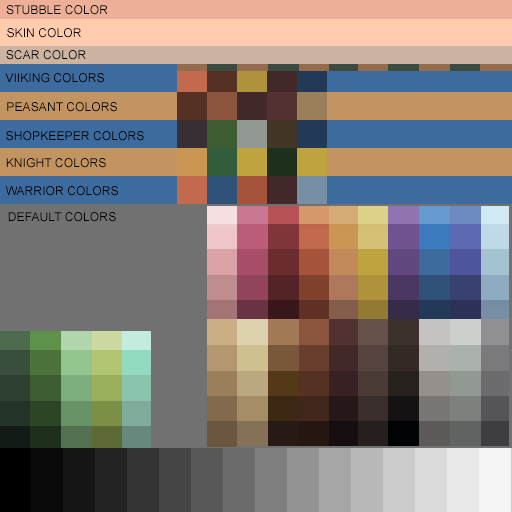 STUBBLE COLOR
SKIN COLOR
SCAR COLOR
VIIKING COLORS
PEASANT COLORS
SHOPKEEPER COLORS
KNIGHT COLORS
WARRIOR COLORS
DEFAULT COLORS